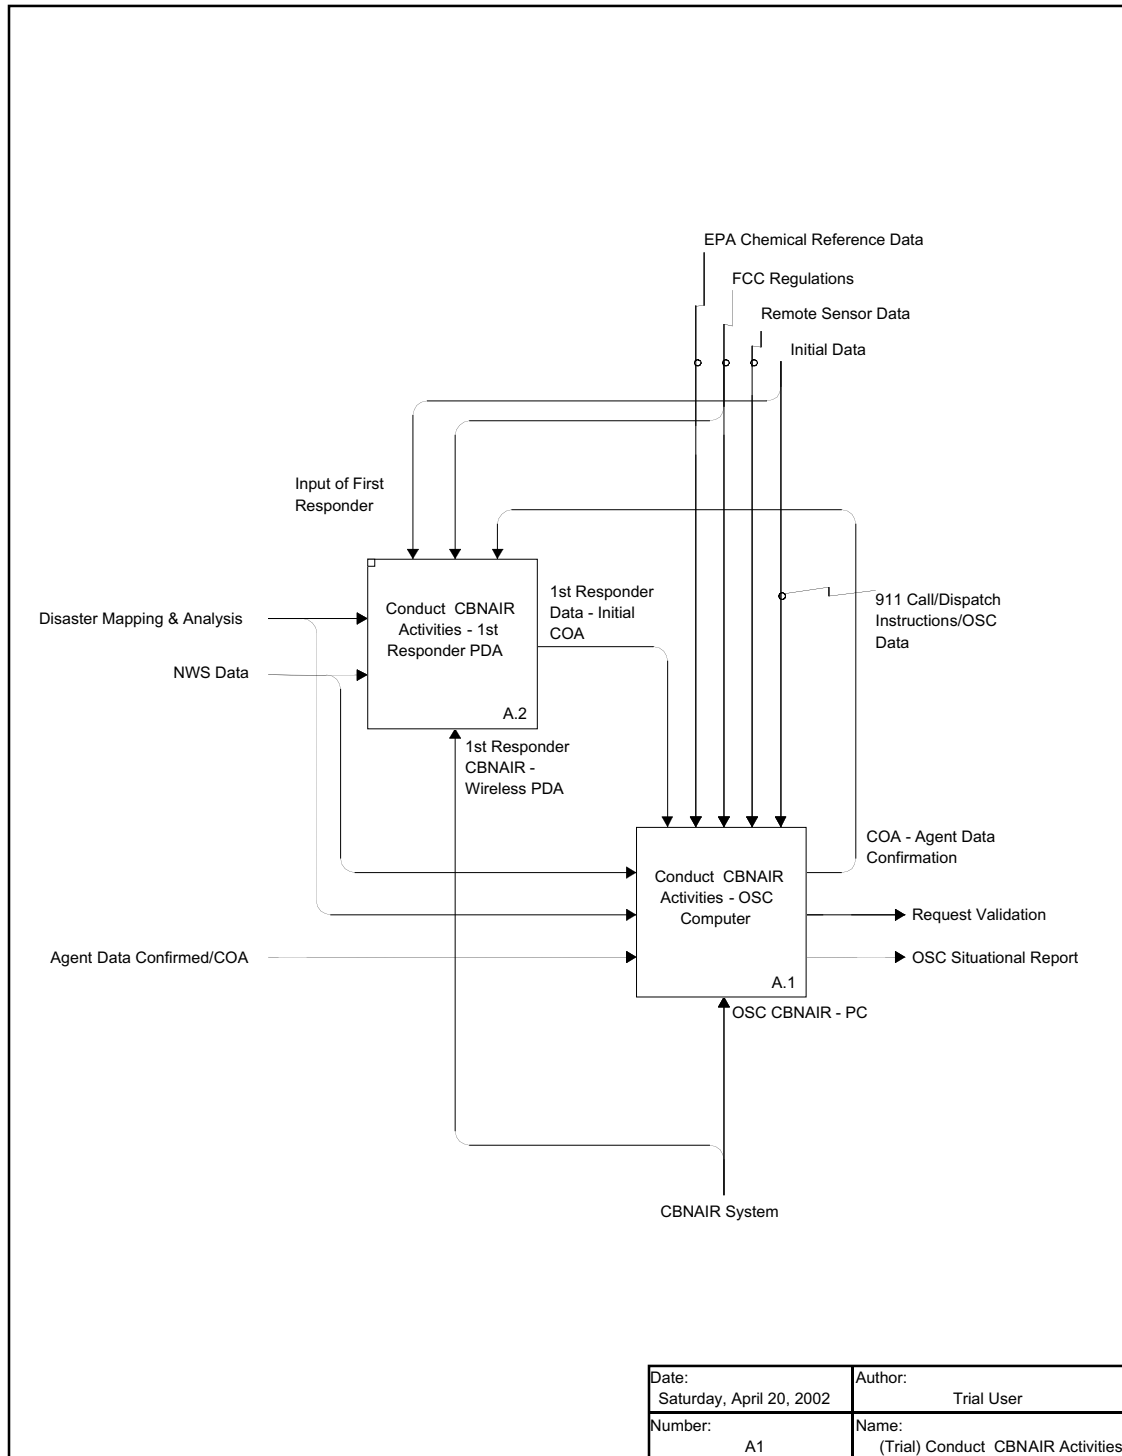 EPA Chemical Reference Data
FCC Regulations
Remote Sensor Data
Initial Data
Input of First
Responder
Disaster Mapping & Analysis
NWS Data
Conduct CBNAIR
Activities - 1st
Responder PDA
A.2
1st Responder
Data - Initial
COA
911 Call/Dispatch
Instructions/OSC
Data
1st Responder
CBNAIR -
Wireless PDA
Conduct CBNAIR
Activities - OSC
Computer
A.1
COA - Agent Data
Confirmation
Request Validation
OSC Situational Report
Agent Data Confirmed/COA
OSC CBNAIR - PC
CBNAIR System
Date:
Saturday, April 20, 2002
Author:
Trial User
Number:
A1
Name:
(Trial) Conduct CBNAIR Activities